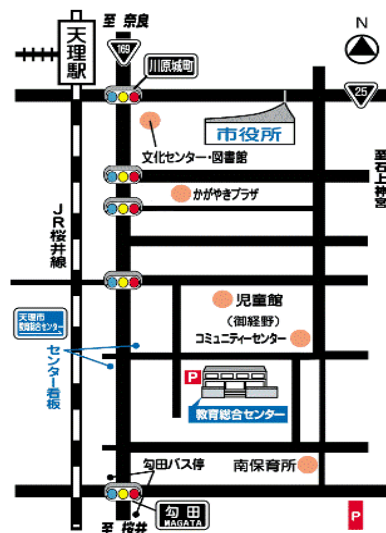 至 奈良
天理駅
169
川原城町
N
25
市役所
文化センター・図書館
至石上神宮
かがやきプラザ
JR桜井線
児童館
(御経野)
コミュニティーセンター
天理市
教育総合センター
センター看板
P
教育総合センター
勾田バス停
南保育所
勾田
MAGATA
P
至 桜井